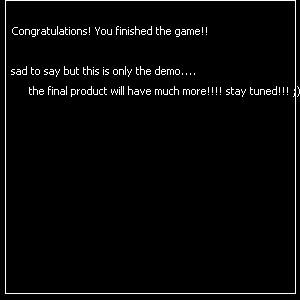 Congratulations! You finished the game!!
sad to say but this is only the demo....
the final product will have much more!!!! stay tuned!!! ;)